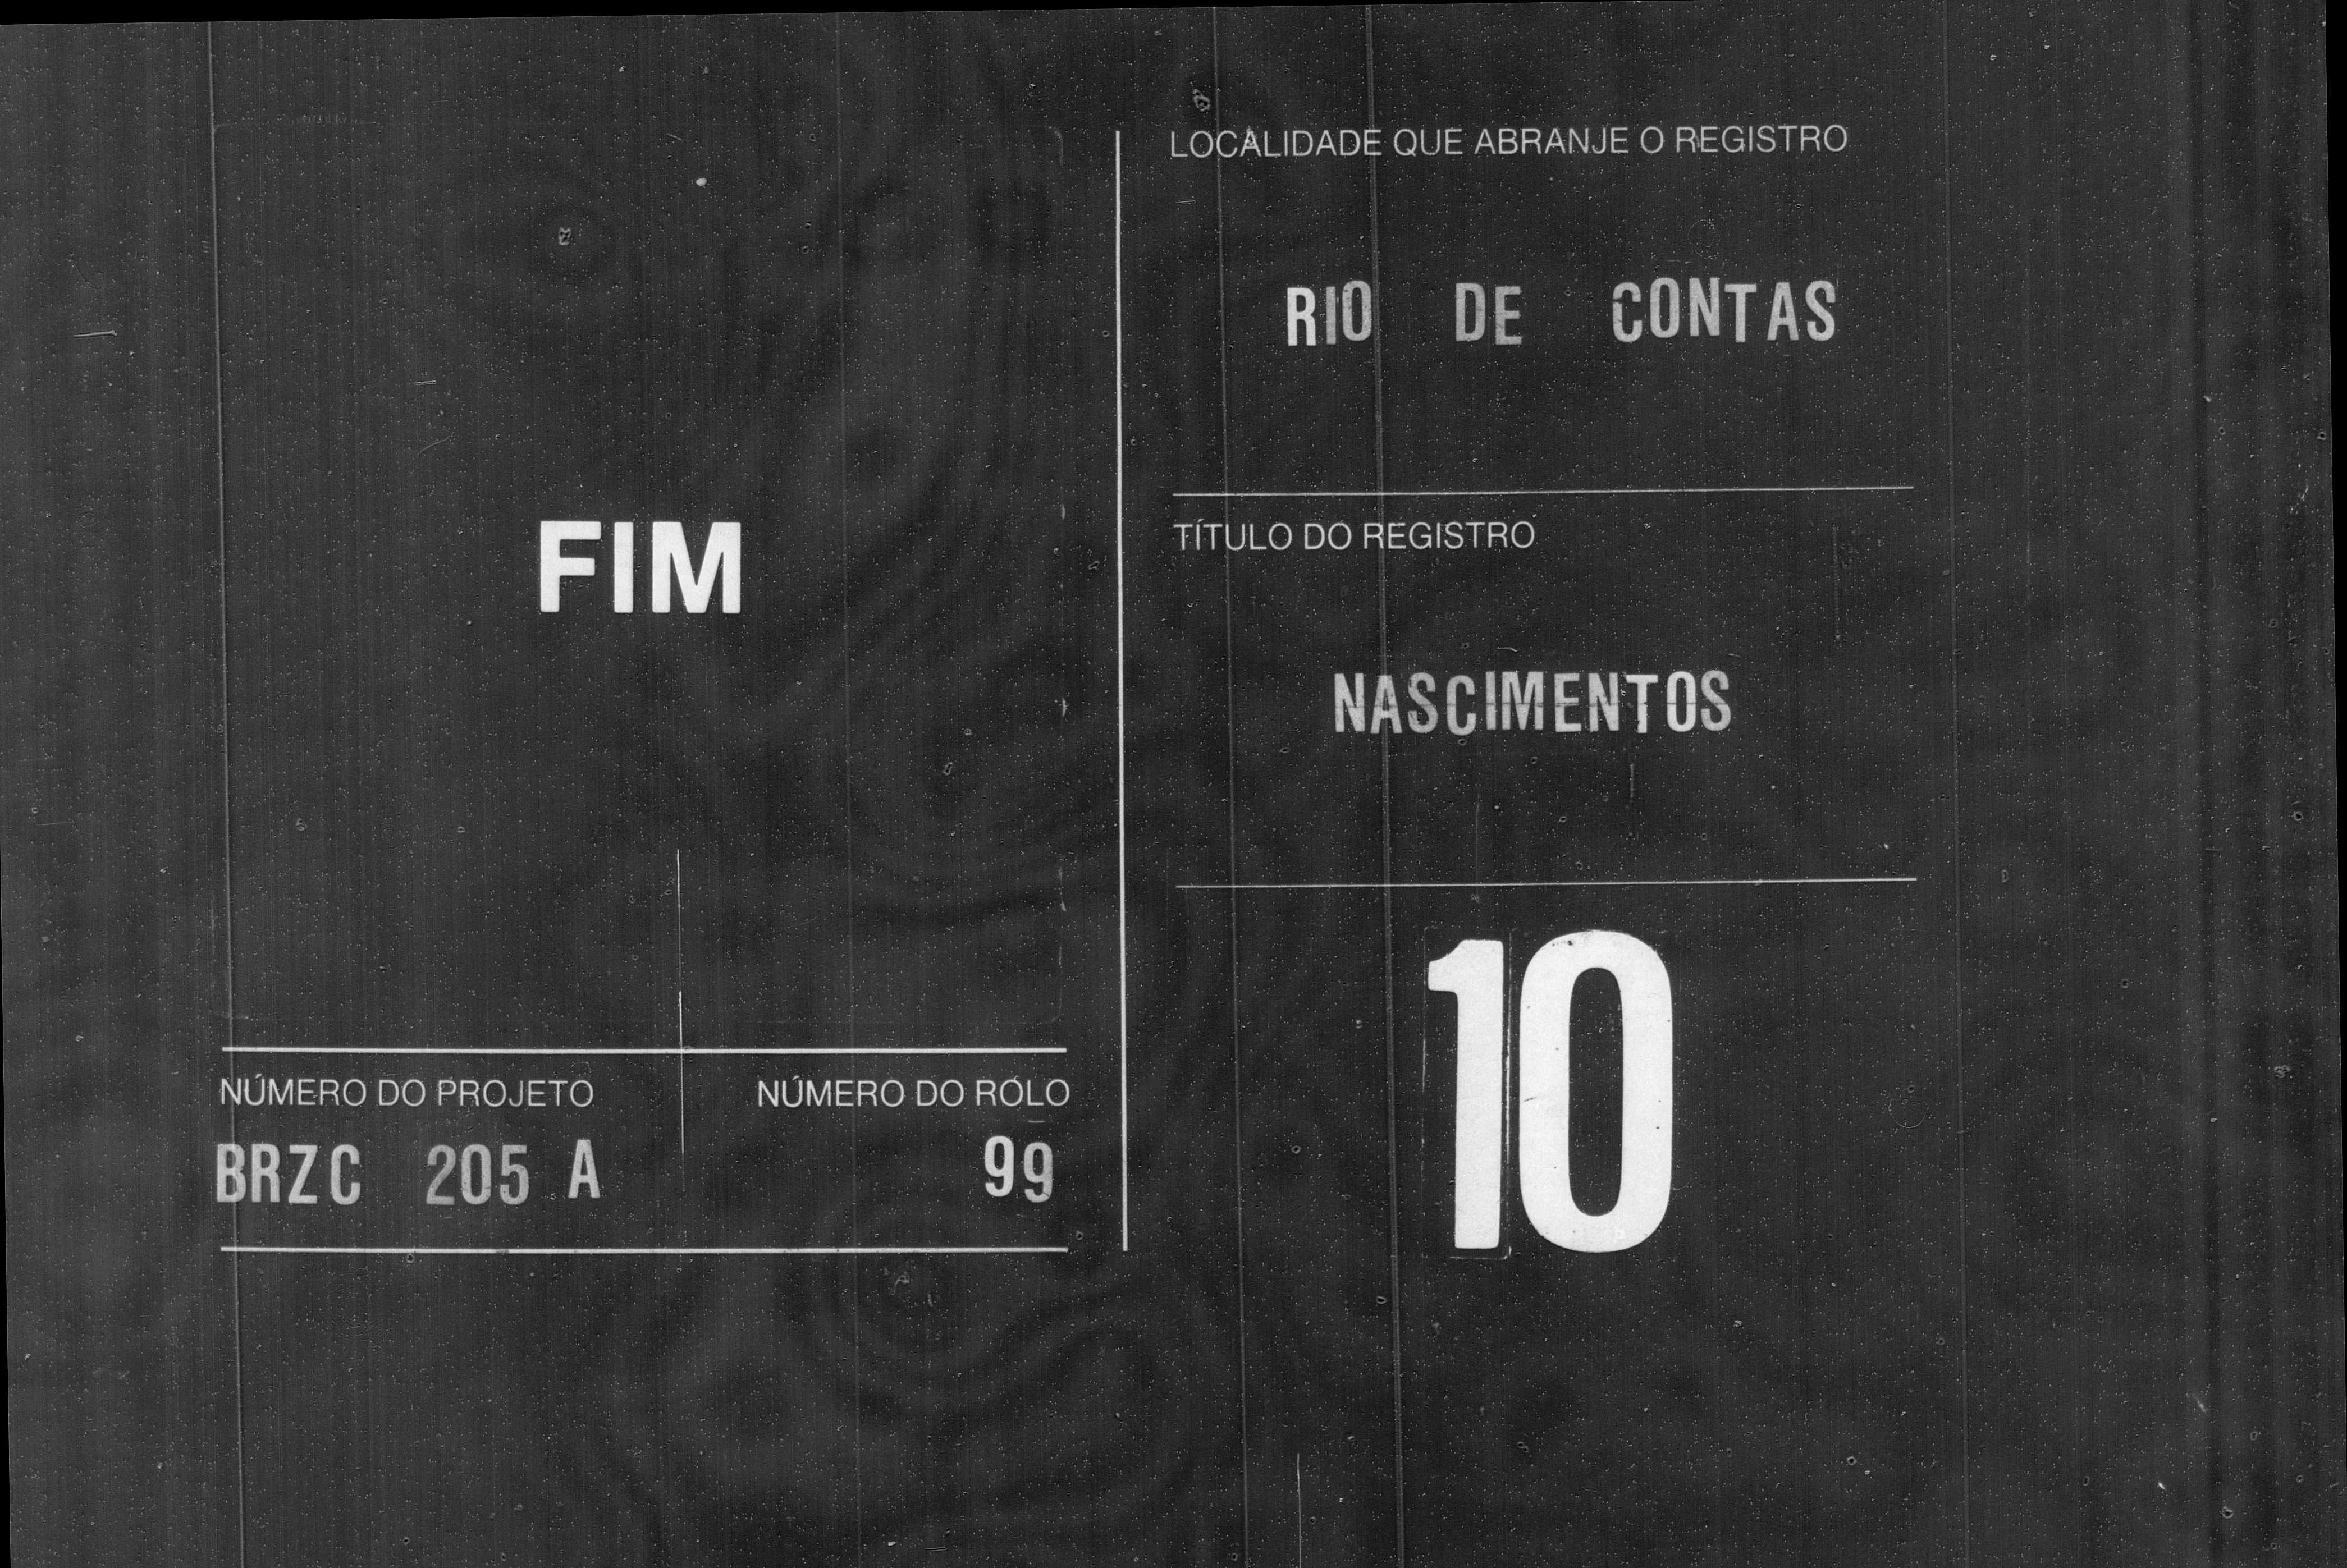 FIM
NÚMERO DO PROJETO
BRZC 205 A
NÚMERO DO RÔLO
99
LOCALIDADE QUE ABRANJE O REGISTRO
RIO DE CONTAS
TÍTULO DO REGISTRO
NASCIMENTOS
10